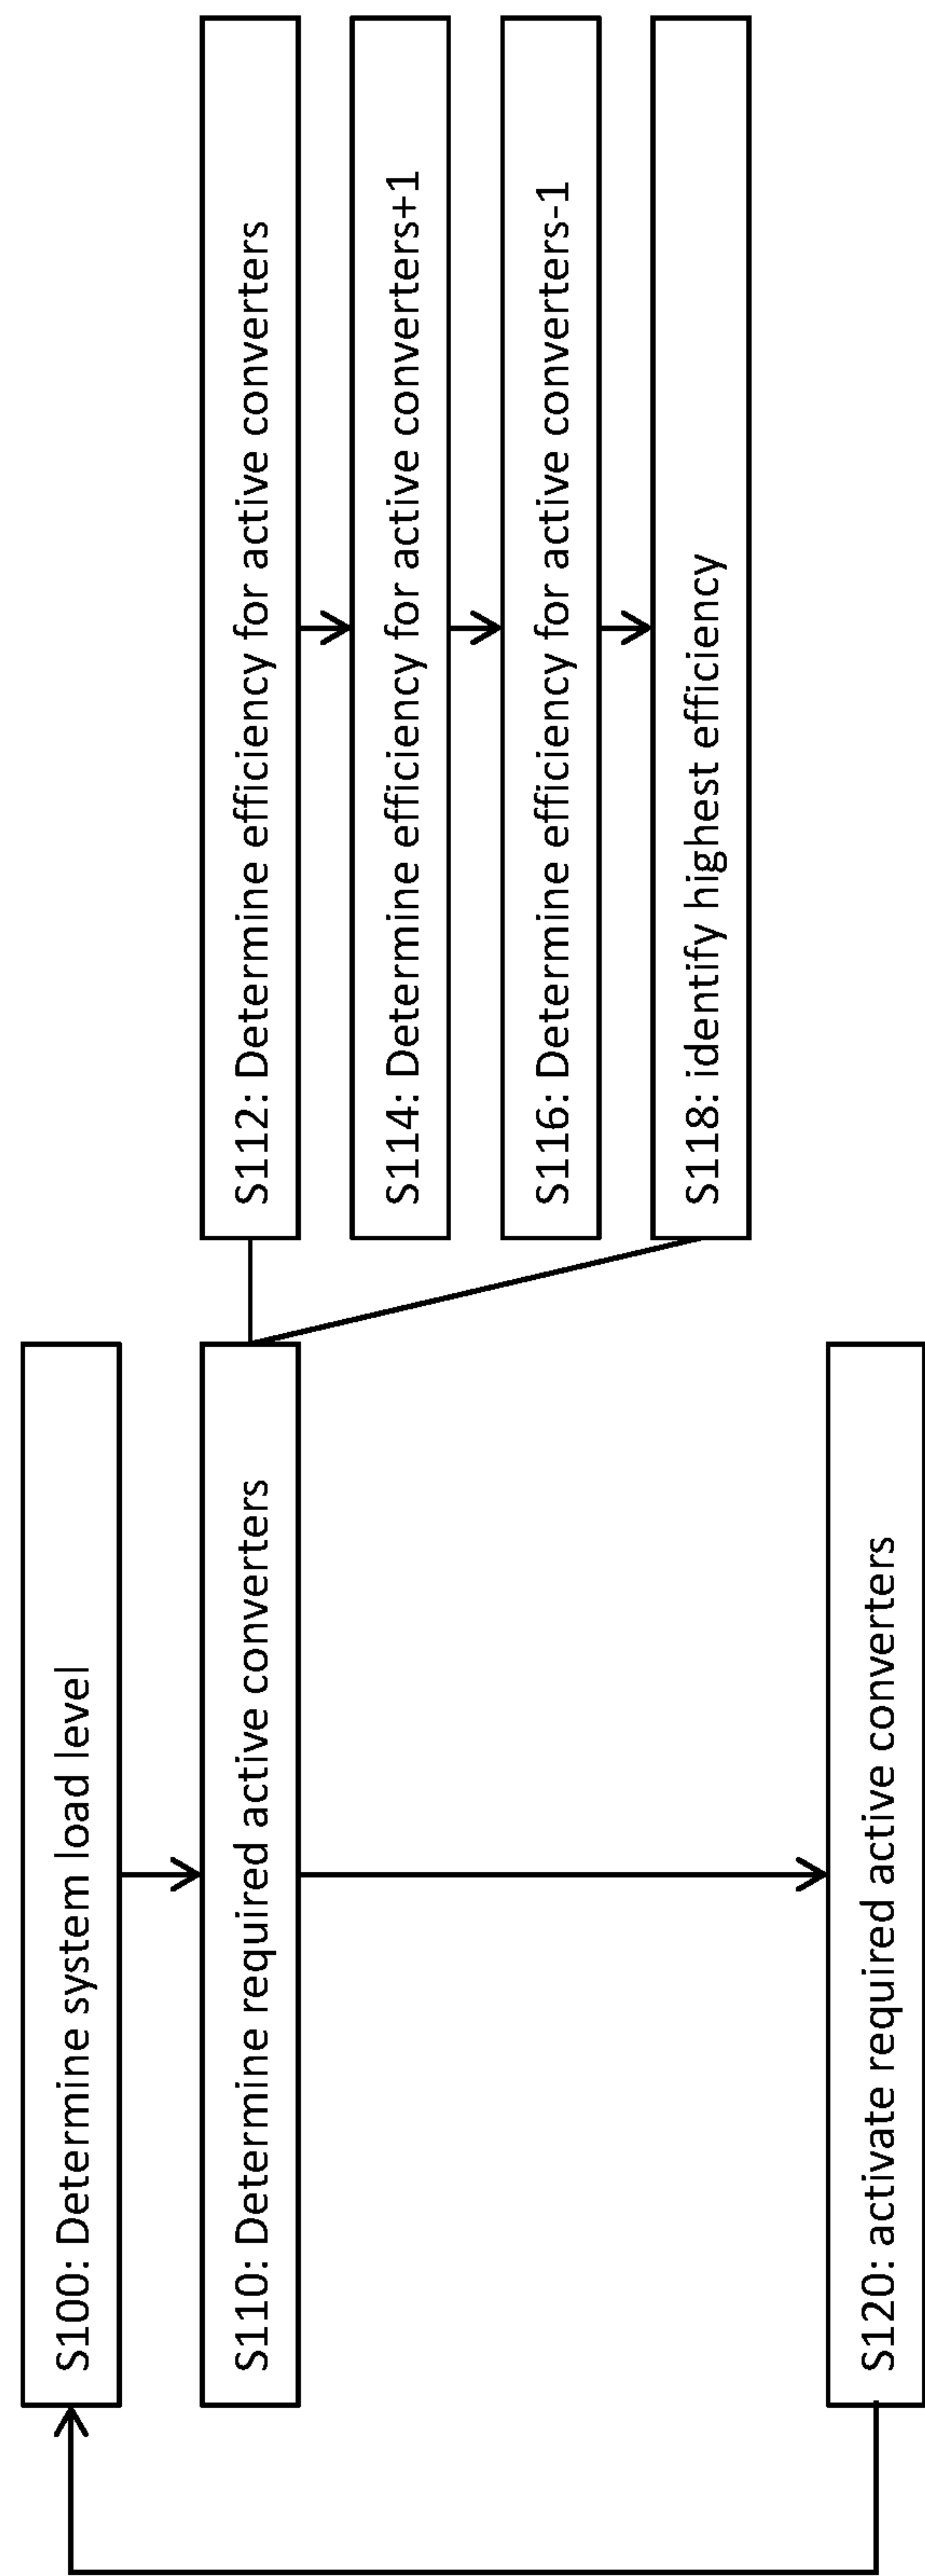 S100: Determine system load level
S110: Determine required active converters
S112: Determine efficiency for active converters
S114: Determine efficiency for active converters+1
S116: Determine efficiency for active converters-1
S118: identify highest efficiency
S120: activate required active converters